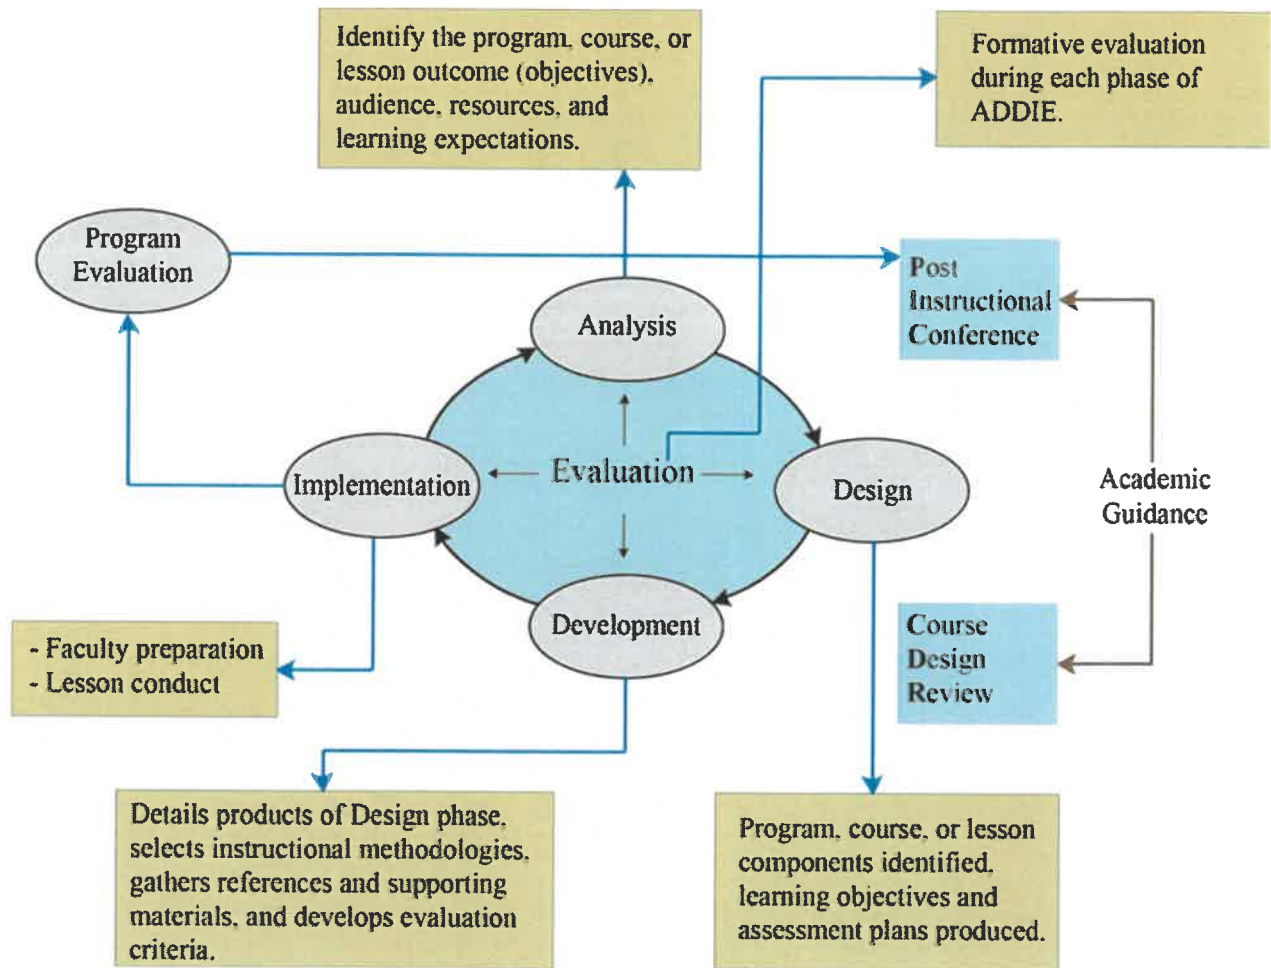 Identify the program, course, or
lesson outcome (objectives),
audience, resources, and
learning expectations.
Formative evaluation
during each phase of
ADDIE.
Program
Evaluation
Post
Instructional
Conference
Analysis
Implementation
Evaluation
Design
Academic
Guidance
Development
Course
Design
Review
- Faculty preparation
- Lesson conduct
Details products of Design phase,
selects instructional methodologies,
gathers references and supporting
materials, and develops evaluation
criteria.
Program, course, or lesson
components identified,
learning objectives and
assessment plans produced.